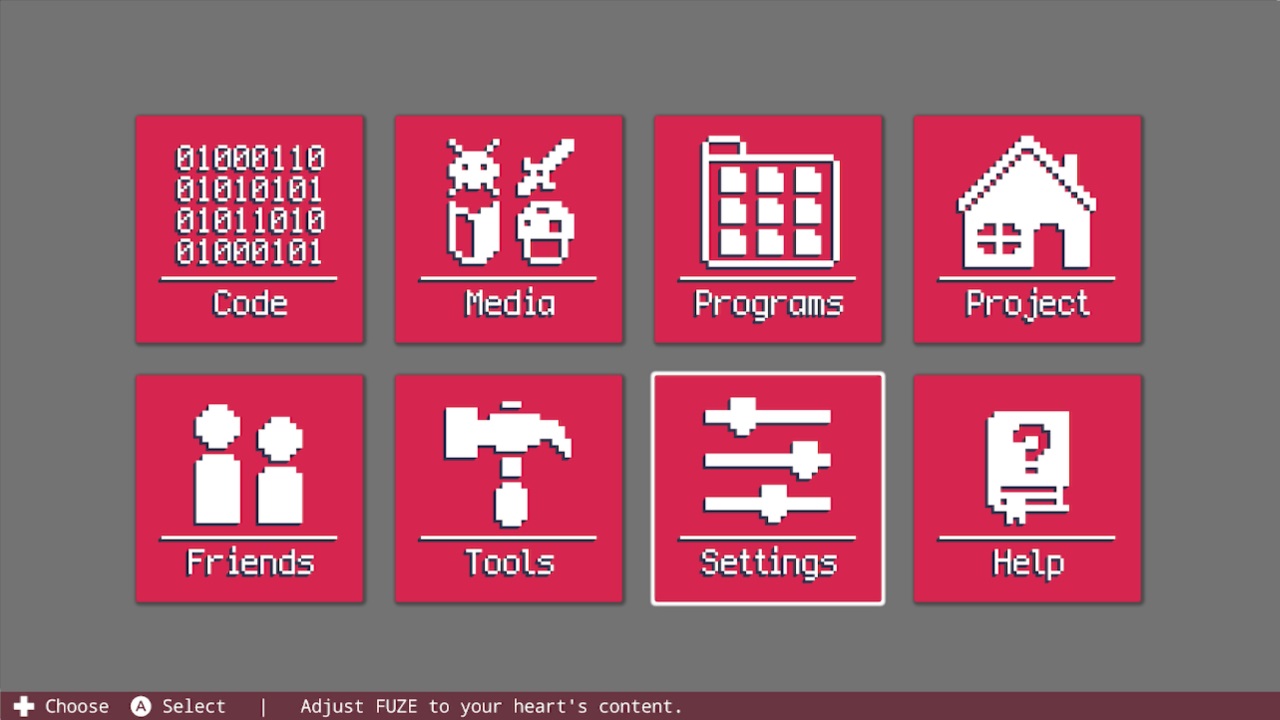 01000110
01010101
01011010
01000101
Code
Media
Programs
Project
Friends
Tools
Settings
?
Help
A
Choose Select | Adjust FUZE to your heart's content.